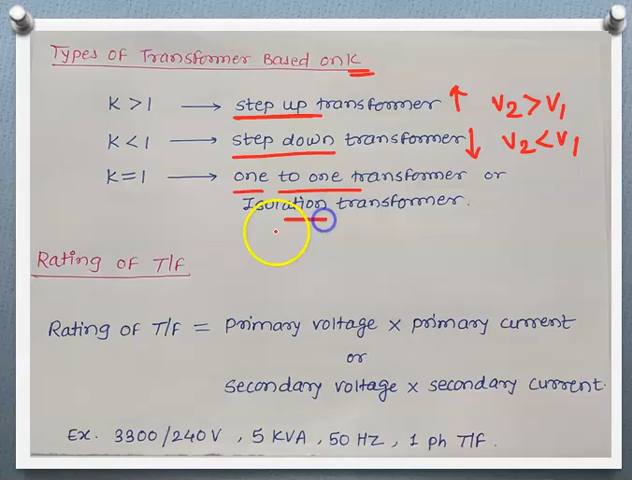 Types of Transformer Based on K
K > 1 → step up transformer ↑ V2 > V1
K < 1 → step down transformer ↓ V2 < V1
K = 1 → one to one transformer or
Isolation transformer.
Rating of T/F
Rating of T/F = primary voltage × primary current
or
secondary voltage × secondary current.
Ex. 3300/240V , 5 KVA , 50 HZ , 1 ph T/F.